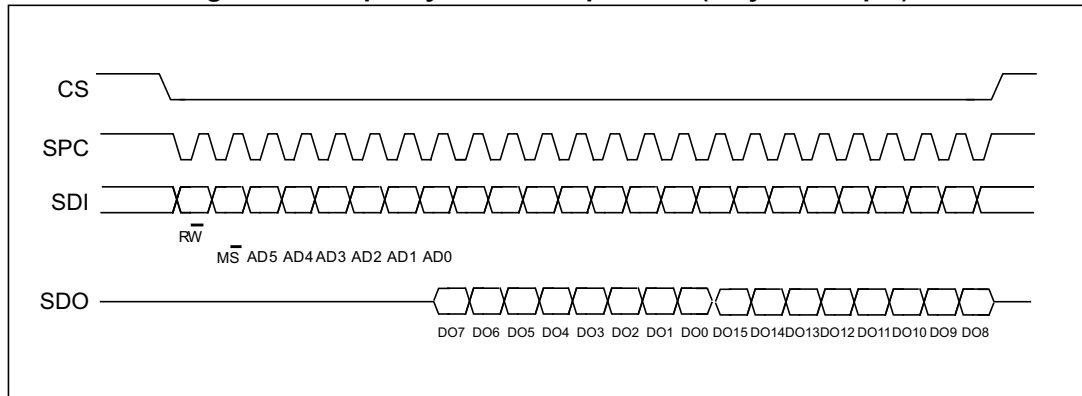 CS
SPC
SDI
RW
MS AD5 AD4 AD3 AD2 AD1 AD0
SDO
DO7 DO6 DO5 DO4 DO3 DO2 DO1 DO0 DO15 DO14 DO13 DO12 DO11 DO10 DO9 DO8